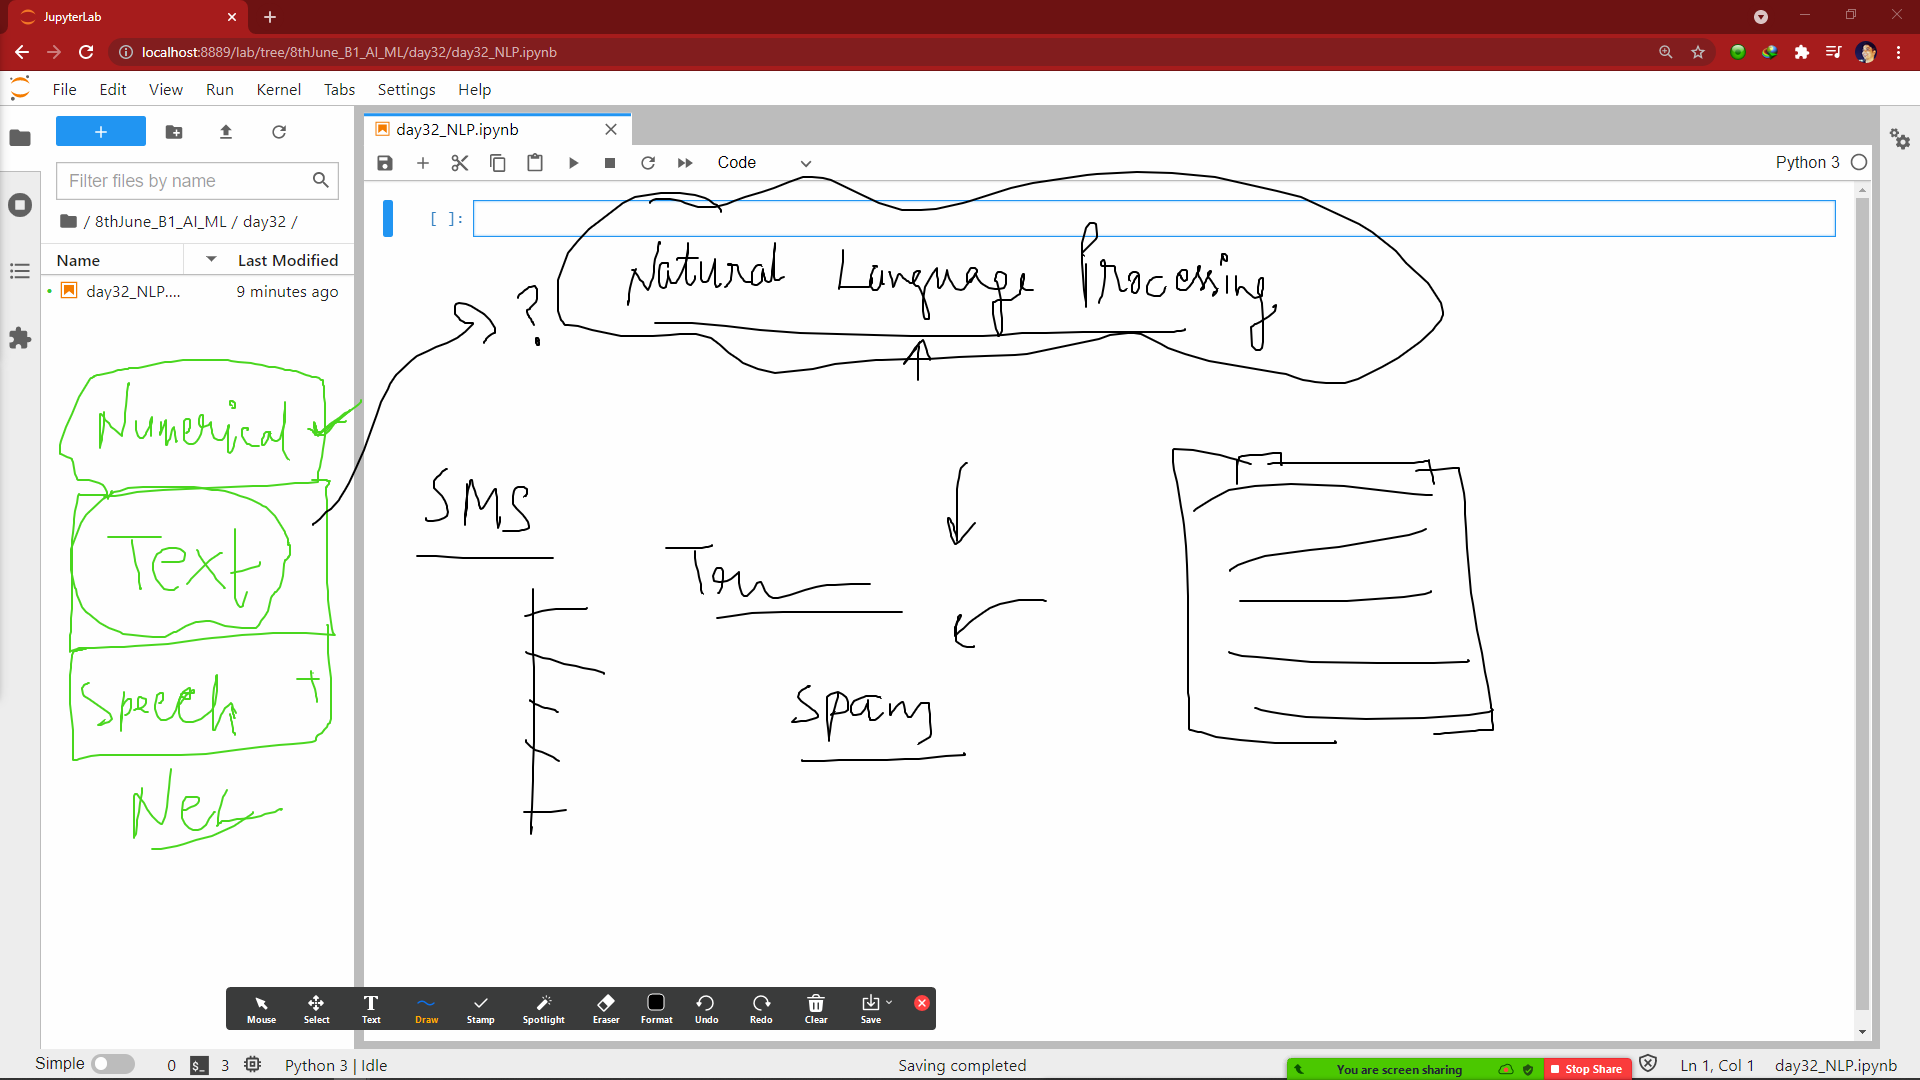 JupyterLab
localhost:8889/lab/tree/8thJune_B1_AI_ML/day32/day32_NLP.ipynb
File Edit View Run Kernel Tabs Settings Help
day32_NLP.ipynb
Filter files by name
Code
Python 3
/ 8thJune_B1_AI_ML / day32 /
[ ]:
Name Last Modified
day32_NLP.... 9 minutes ago
? Natural Language Processing
Numerical
SMS
Text
Speech
Spam
Mouse Select Text Draw Stamp Spotlight Eraser Format Undo Redo Clear Save
Simple 0 $_ 3 Python 3 | Idle Saving completed You are screen sharing Stop Share Ln 1, Col 1 day32_NLP.ipynb